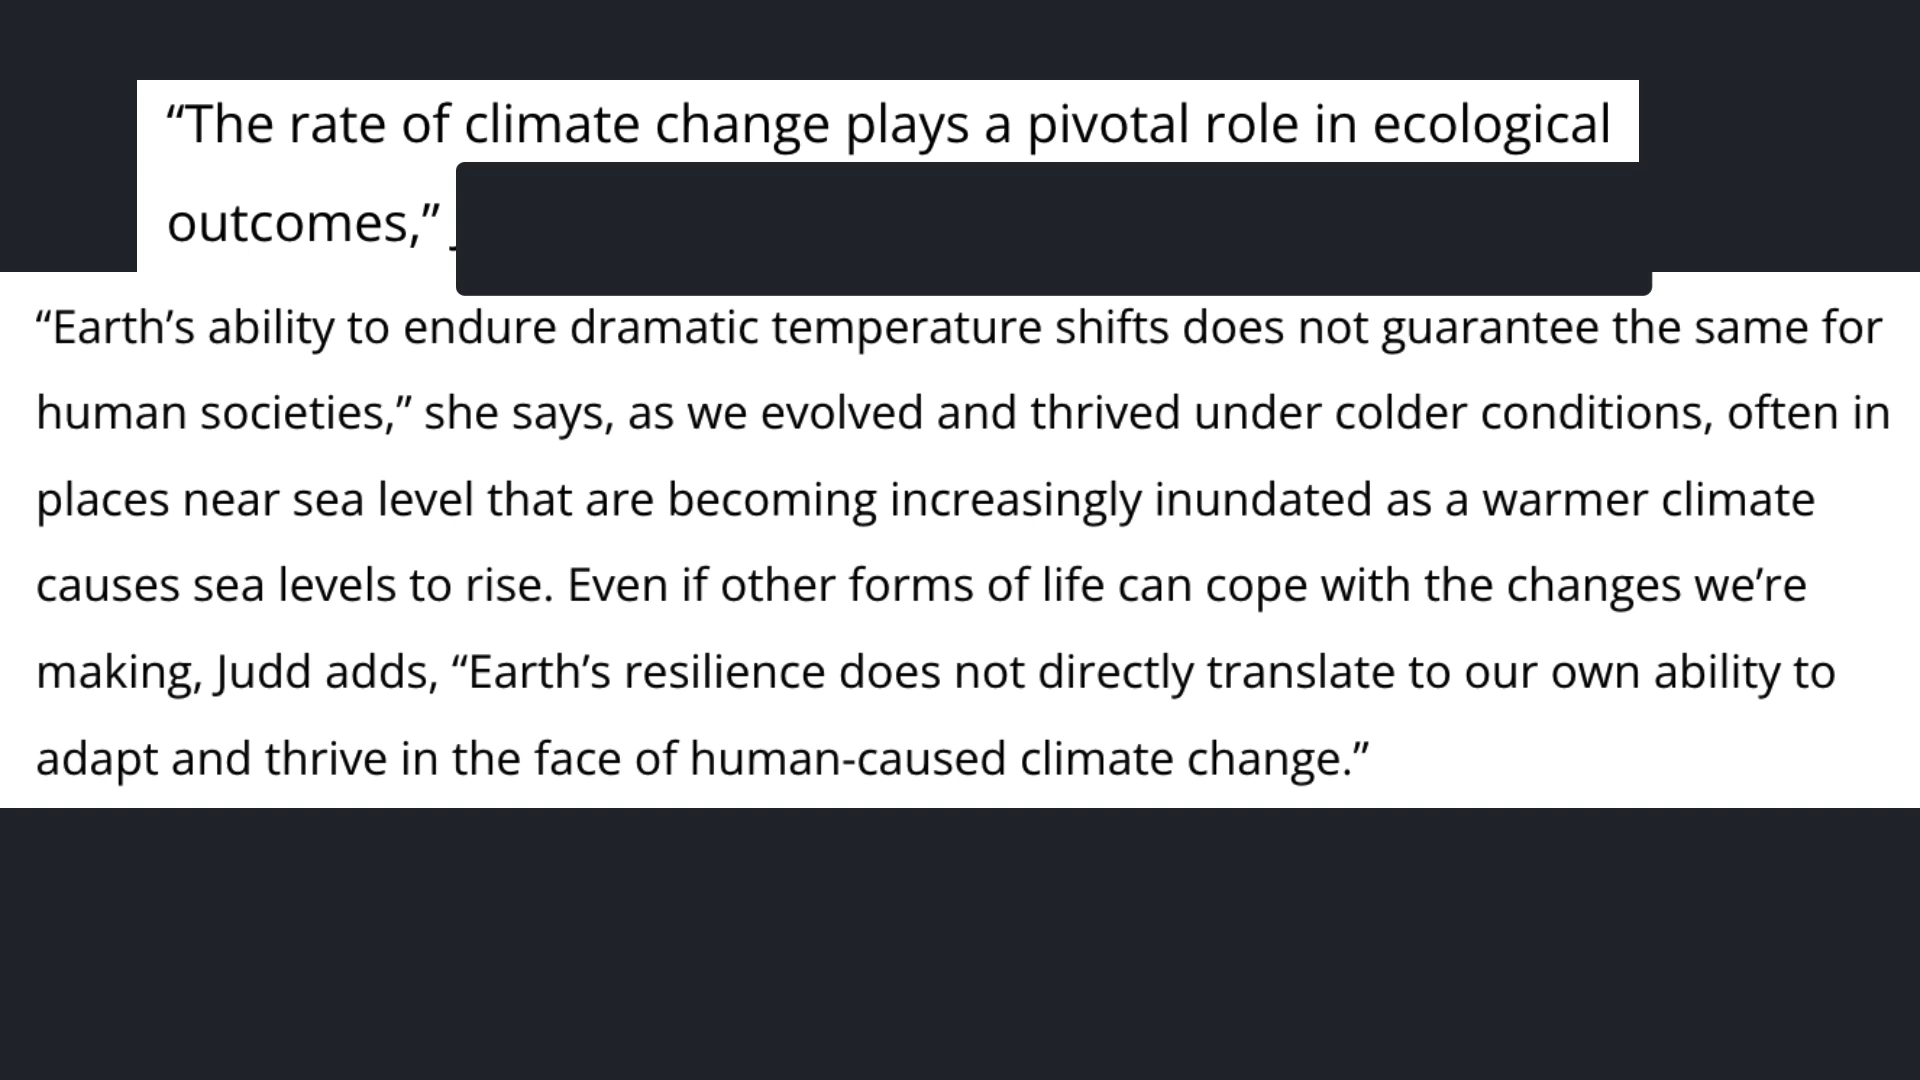 “The rate of climate change plays a pivotal role in ecological
outcomes,”
“Earth’s ability to endure dramatic temperature shifts does not guarantee the same for
human societies,” she says, as we evolved and thrived under colder conditions, often in
places near sea level that are becoming increasingly inundated as a warmer climate
causes sea levels to rise. Even if other forms of life can cope with the changes we’re
making, Judd adds, “Earth’s resilience does not directly translate to our own ability to
adapt and thrive in the face of human-caused climate change.”